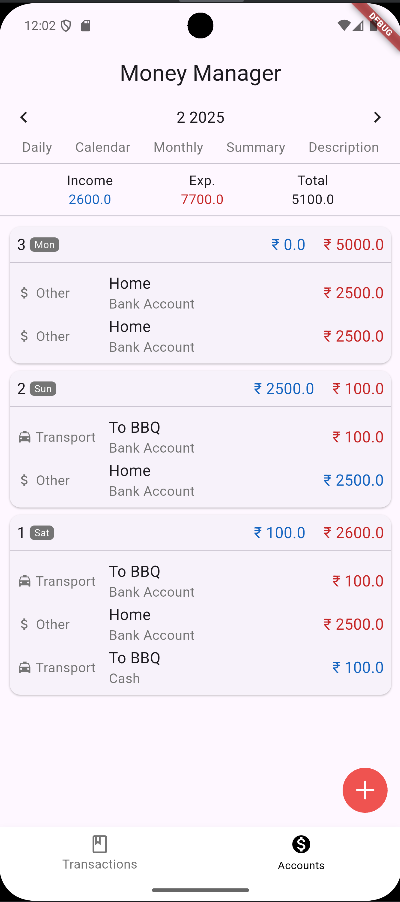 12:02
DEBUG
Money Manager
2 2025
Daily Calendar Monthly Summary Description
Income Exp. Total
2600.0 7700.0 5100.0
3 Mon ₹ 0.0 ₹ 5000.0
$ Other Home ₹ 2500.0
Bank Account
$ Other Home ₹ 2500.0
Bank Account
2 Sun ₹ 2500.0 ₹ 100.0
Transport To BBQ ₹ 100.0
Bank Account
$ Other Home ₹ 2500.0
Bank Account
1 Sat ₹ 100.0 ₹ 2600.0
Transport To BBQ ₹ 100.0
Bank Account
$ Other Home ₹ 2500.0
Bank Account
Transport To BBQ ₹ 100.0
Cash
Transactions Accounts